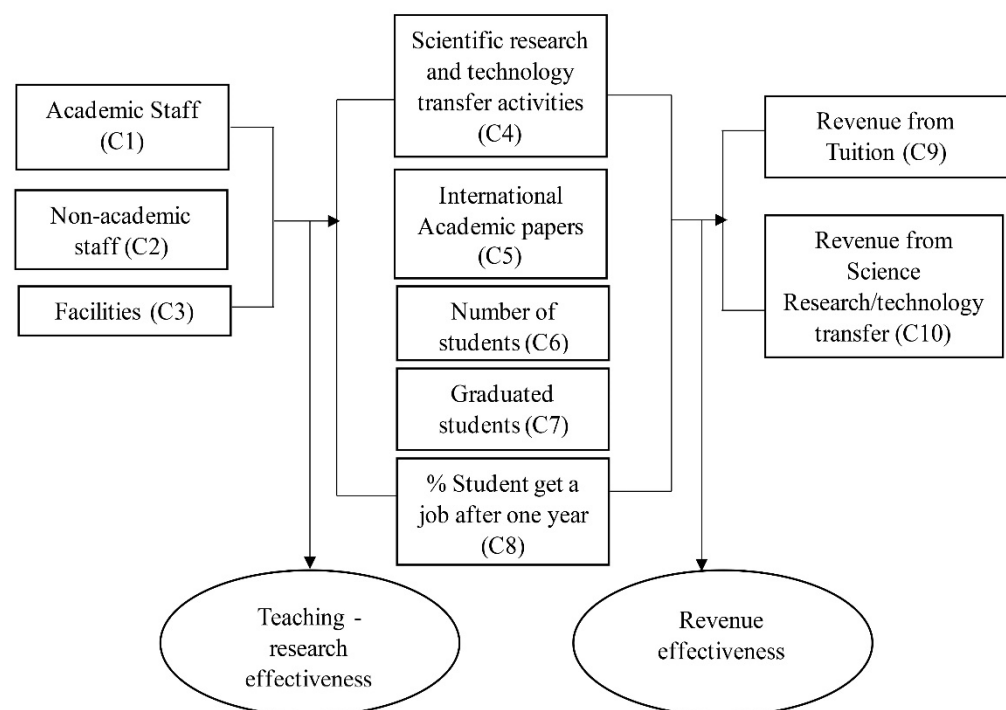 Academic Staff
(C1)
Non-academic
staff (C2)
Facilities (C3)
Scientific research
and technology
transfer activities
(C4)
International
Academic papers
(C5)
Number of
students (C6)
Graduated
students (C7)
% Student get a
job after one year
(C8)
Revenue from
Tuition (C9)
Revenue from
Science
Research/technology
transfer (C10)
Teaching -
research
effectiveness
Revenue
effectiveness